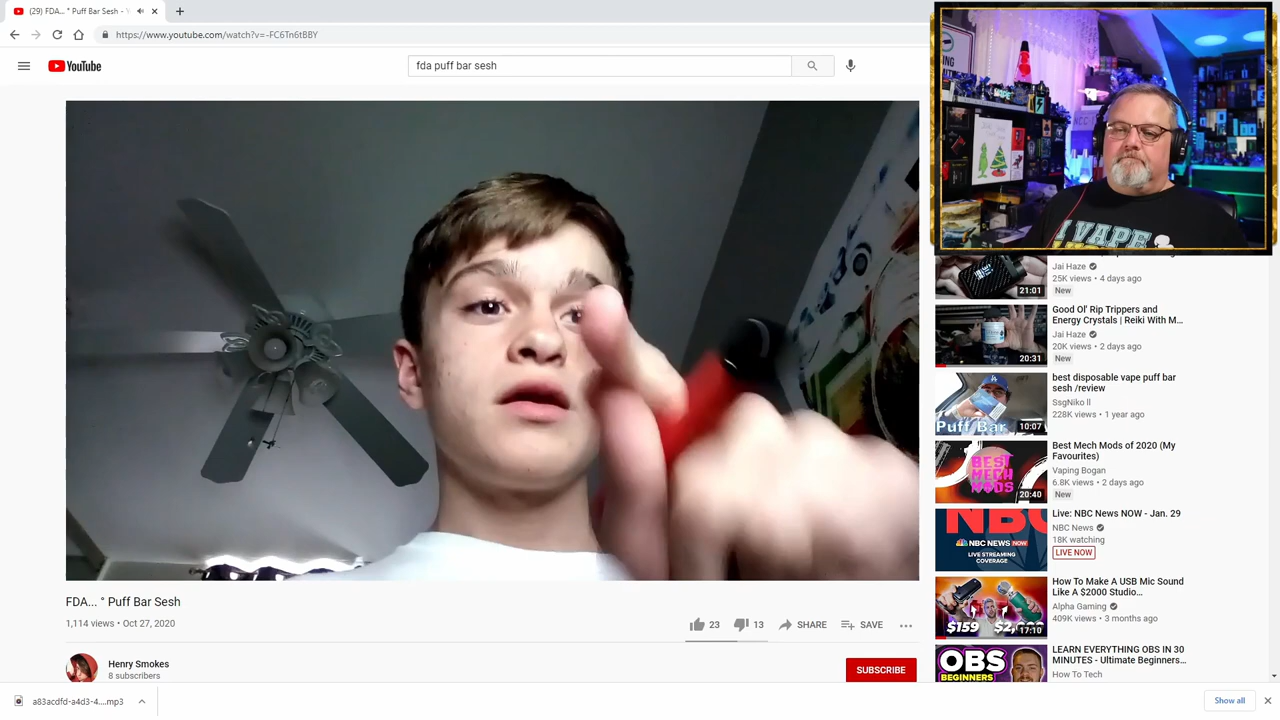 (29) FDA... ° Puff Bar Sesh -
https://www.youtube.com/watch?v=-FC6Tn6tBBY
YouTube
fda puff bar sesh
I VAPE
Jai Haze
25K views • 4 days ago
New
21:01
Good Ol' Rip Trippers and
Energy Crystals | Reiki With M...
Jai Haze
20K views • 2 days ago
New
20:31
best disposable vape puff bar
sesh /review
SsgNiko ll
228K views • 1 year ago
Puff Bar
10:07
Best Mech Mods of 2020 (My
Favourites)
Vaping Bogan
6.8K views • 2 days ago
New
BEST
MECH
MODS
20:40
Live: NBC News NOW - Jan. 29
NBC News
18K watching
LIVE NOW
NBC
NBC NEWS NOW
LIVE STREAMING
COVERAGE
How To Make A USB Mic Sound
Like A $2000 Studio...
Alpha Gaming
409K views • 3 months ago
$159
17:10
LEARN EVERYTHING OBS IN 30
MINUTES - Ultimate Beginners...
How To Tech
OBS
BEGINNERS
FDA... ° Puff Bar Sesh
1,114 views • Oct 27, 2020
23
13
SHARE
SAVE
Henry Smokes
8 subscribers
SUBSCRIBE
a83acdfd-a4d3-4....mp3
Show all